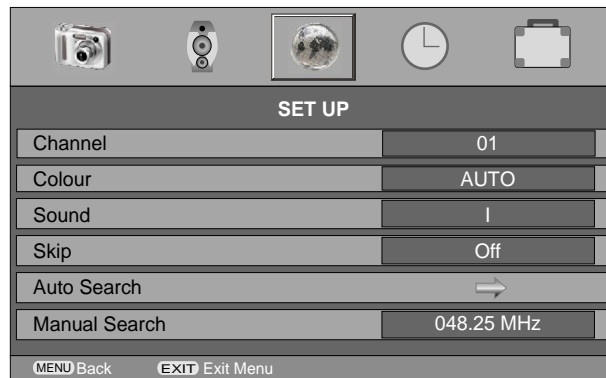 SET UP
Channel 01
Colour AUTO
Sound I
Skip Off
Auto Search
Manual Search 048.25 MHz
MENU Back EXIT Exit Menu